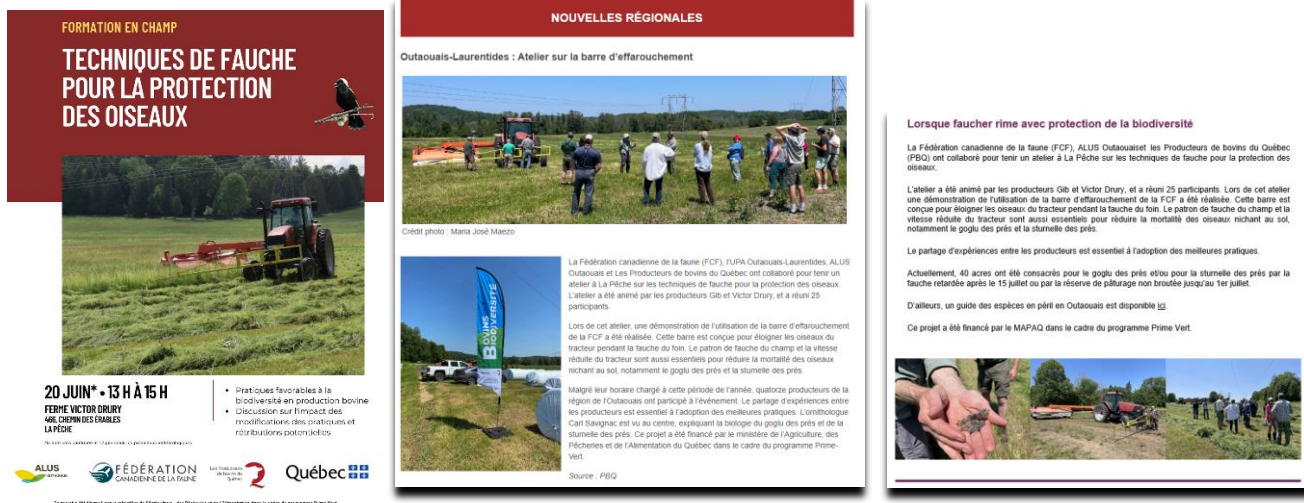 FORMATION EN CHAMP
TECHNIQUES DE FAUCHE
POUR LA PROTECTION
DES OISEAUX
20 JUIN* • 13 H À 15 H
FERME VICTOR DRURY
466, CHEMIN DES ÉRABLES
LA PÊCHE
• Pratiques favorables à la
biodiversité en production bovine
• Discussion sur l'impact des
modifications des pratiques et
rétributions potentielles
ALUS
FÉDÉRATION
CANADIENNE DE LA FAUNE
Les Producteurs
de bovins du
Québec
Québec
NOUVELLES RÉGIONALES
Outaouais-Laurentides : Atelier sur la barre d'effarouchement
Crédit photo : Maria José Maezo
BOVINS
BIODIVERSITÉ
La Fédération canadienne de la faune (FCF), l'UPA Outaouais-Laurentides, ALUS
Outaouais et Les Producteurs de bovins du Québec ont collaboré pour tenir un
atelier à La Pêche sur les techniques de fauche pour la protection des oiseaux.
L'atelier a été animé par les producteurs Gib et Victor Drury, et a réuni 25
participants.
Lors de cet atelier, une démonstration de l'utilisation de la barre d'effarouchement
de la FCF a été réalisée. Cette barre est conçue pour éloigner les oiseaux du
tracteur pendant la fauche du foin. Le patron de fauche du champ et la vitesse
réduite du tracteur sont aussi essentiels pour réduire la mortalité des oiseaux
nichant au sol, notamment le goglu des prés et la sturnelle des prés.
Malgré leur horaire chargé à cette période de l'année, quatorze producteurs de la
région de l'Outaouais ont participé à l'événement. Le partage d'expériences entre
les producteurs est essentiel à l'adoption des meilleures pratiques. L'ornithologue
Carl Savignac est vu au centre, expliquant la biologie du goglu des prés et de la
sturnelle des prés. Ce projet a été financé par le ministère de l'Agriculture, des
Pêcheries et de l'Alimentation du Québec dans le cadre du programme Prime-
Vert.
Source : PBQ
Lorsque faucher rime avec protection de la biodiversité
La Fédération canadienne de la faune (FCF), ALUS Outaouaiset les Producteurs de bovins du Québec
(PBQ) ont collaboré pour tenir un atelier à La Pêche sur les techniques de fauche pour la protection des
oiseaux.
L'atelier a été animé par les producteurs Gib et Victor Drury, et a réuni 25 participants. Lors de cet atelier
une démonstration de l'utilisation de la barre d'effarouchement de la FCF a été réalisée. Cette barre est
conçue pour éloigner les oiseaux du tracteur pendant la fauche du foin. Le patron de fauche du champ et la
vitesse réduite du tracteur sont aussi essentiels pour réduire la mortalité des oiseaux nichant au sol,
notamment le goglu des prés et la sturnelle des prés.
Le partage d'expériences entre les producteurs est essentiel à l'adoption des meilleures pratiques.
Actuellement, 40 acres ont été consacrés pour le goglu des prés et/ou pour la sturnelle des prés par la
fauche retardée après le 15 juillet ou par la réserve de pâturage non broutée jusqu'au 1er juillet.
D'ailleurs, un guide des espèces en péril en Outaouais est disponible ici.
Ce projet a été financé par le MAPAQ dans le cadre du programme Prime Vert.